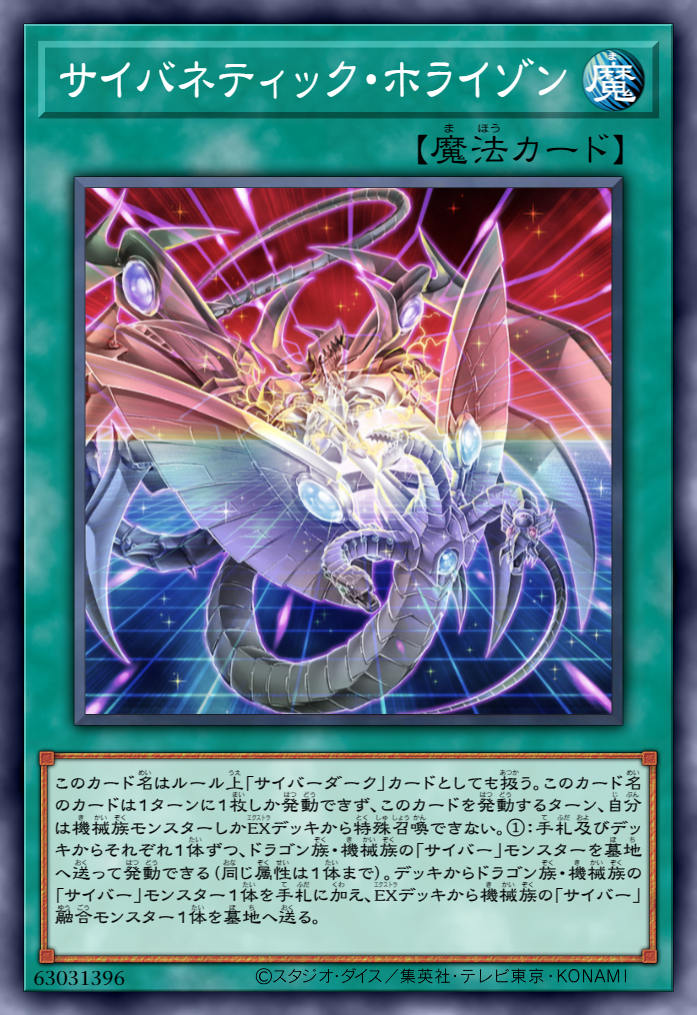 サイバネティック・ホライゾン 魔
【魔法カード】
このカード名はルール上「サイバーダーク」カードとしても扱う。このカード名
のカードは1ターンに1枚しか発動できず、このカードを発動するターン、自分
は機械族モンスターしかEXデッキから特殊召喚できない。①：手札及びデッ
キからそれぞれ1体ずつ、ドラゴン族・機械族の「サイバー」モンスターを墓地
へ送って発動できる(同じ属性は1体まで)。デッキからドラゴン族・機械族の
「サイバー」モンスター1体を手札に加え、EXデッキから機械族の「サイバー」
融合モンスター1体を墓地へ送る。
63031396 ©スタジオ・ダイス／集英社・テレビ東京・KONAMI